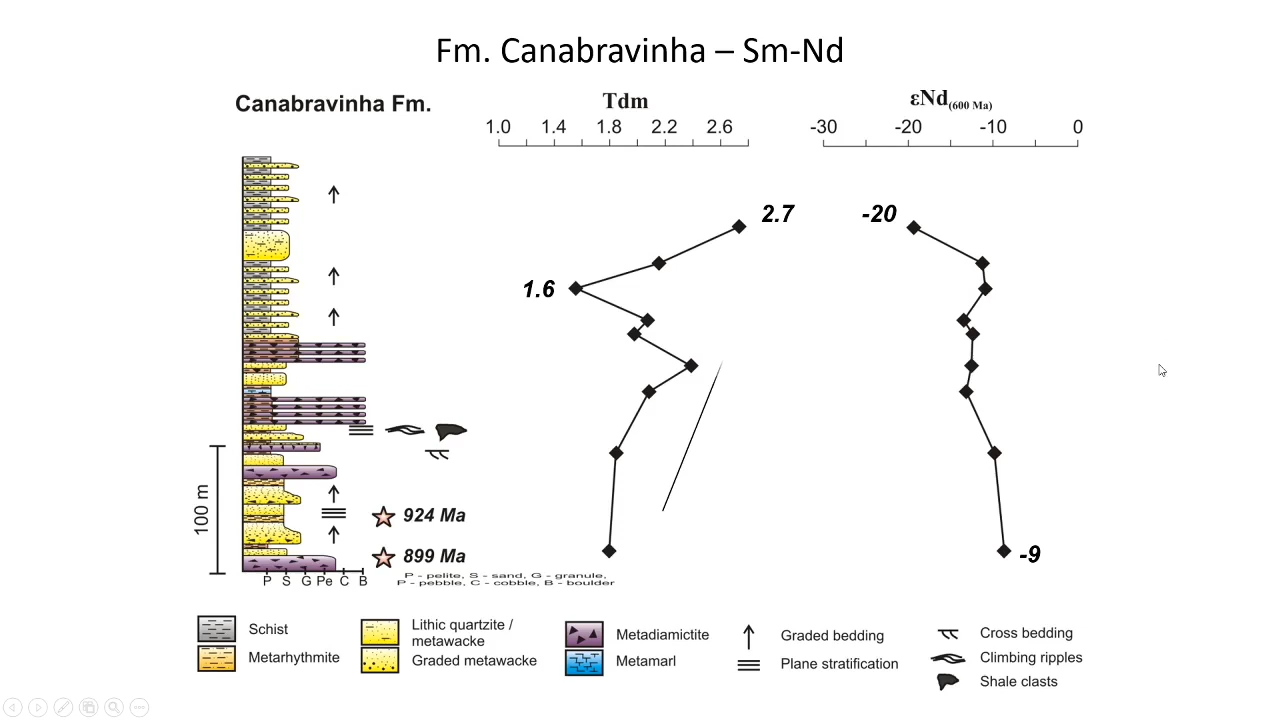 Fm. Canabravinha – Sm-Nd
Canabravinha Fm.
Tdm
1.0 1.4 1.8 2.2 2.6
εNd(600 Ma)
-30 -20 -10 0
2.7
-20
1.6
100 m
924 Ma
899 Ma
-9
P S G Pe C B
P - pelite, S - sand, G - granule,
P - pebble, C - cobble, B - boulder
Schist
Metarhythmite
Lithic quartzite /
metawacke
Graded metawacke
Metadiamictite
Metamarl
Graded bedding
Plane stratification
Cross bedding
Climbing ripples
Shale clasts